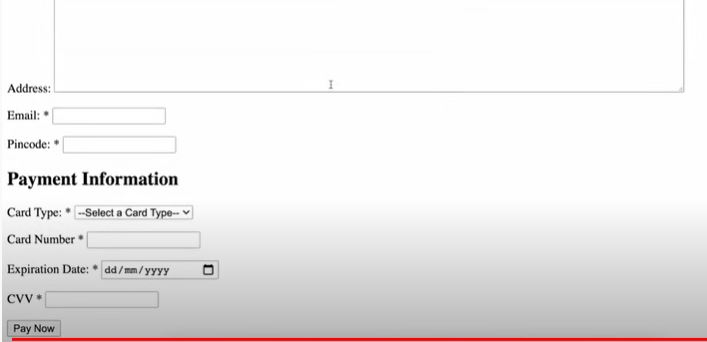 Address:
Email: *
Pincode: *
Payment Information
Card Type: * --Select a Card Type--
Card Number *
Expiration Date: * dd/mm/yyyy
CVV *
Pay Now